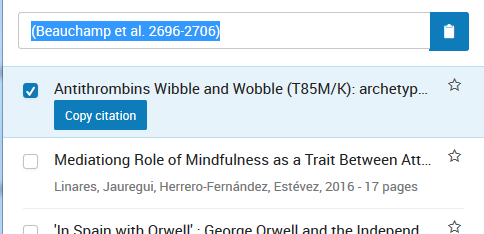 (Beauchamp et al. 2696-2706)
Antithrombins Wibble and Wobble (T85M/K): archetyp...
Copy citation
Mediationg Role of Mindfulness as a Trait Between Att...
Linares, Jauregui, Herrero-Fernández, Estévez, 2016 - 17 pages
'In Spain with Orwell' : George Orwell and the Independ...